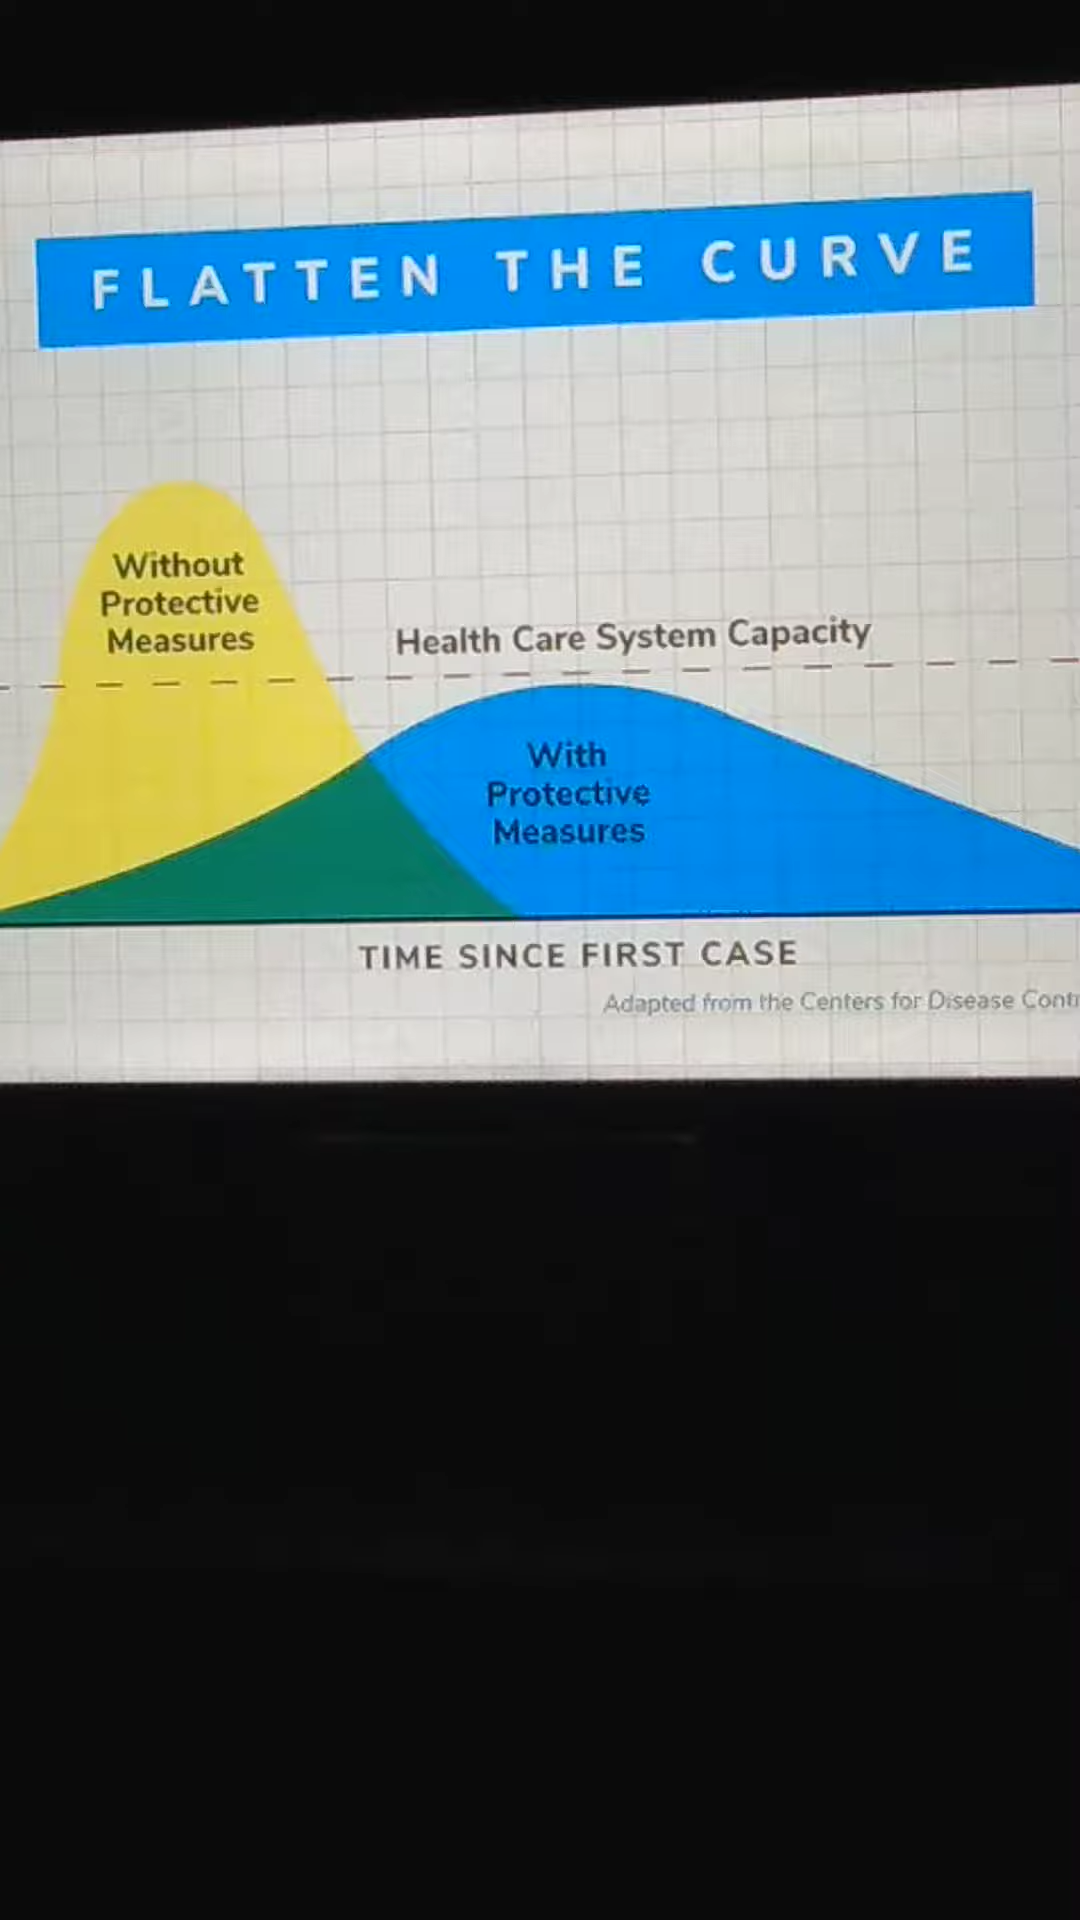 FLATTEN THE CURVE
Without
Protective
Measures
Health Care System Capacity
With
Protective
Measures
TIME SINCE FIRST CASE
Adapted from the Centers for Disease